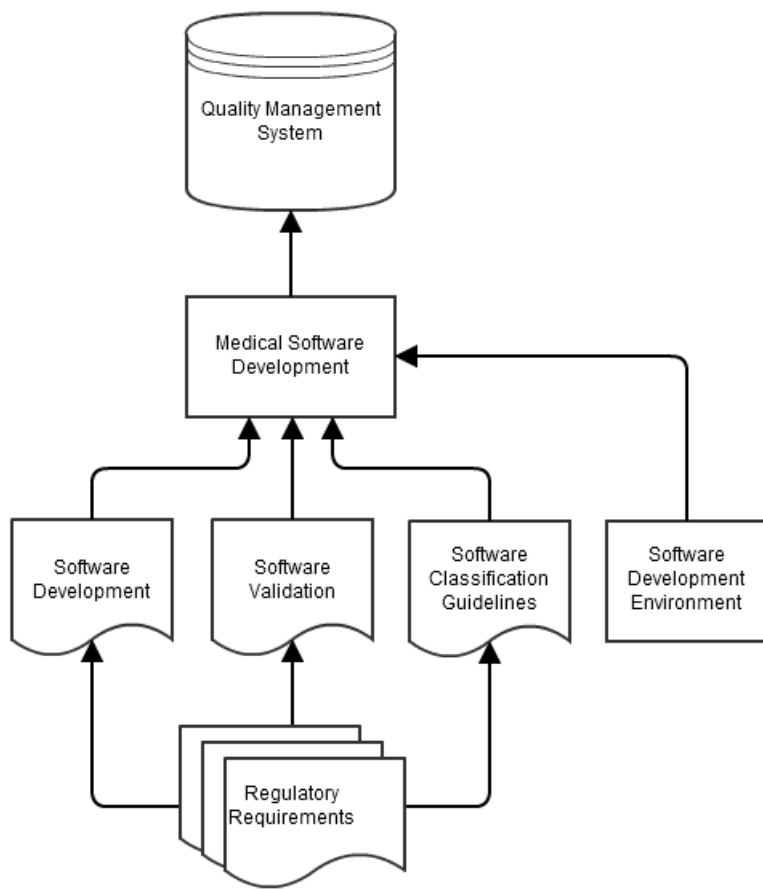 Quality Management
System
Medical Software
Development
Software
Development
Software
Validation
Software
Classification
Guidelines
Software
Development
Environment
Regulatory
Requirements